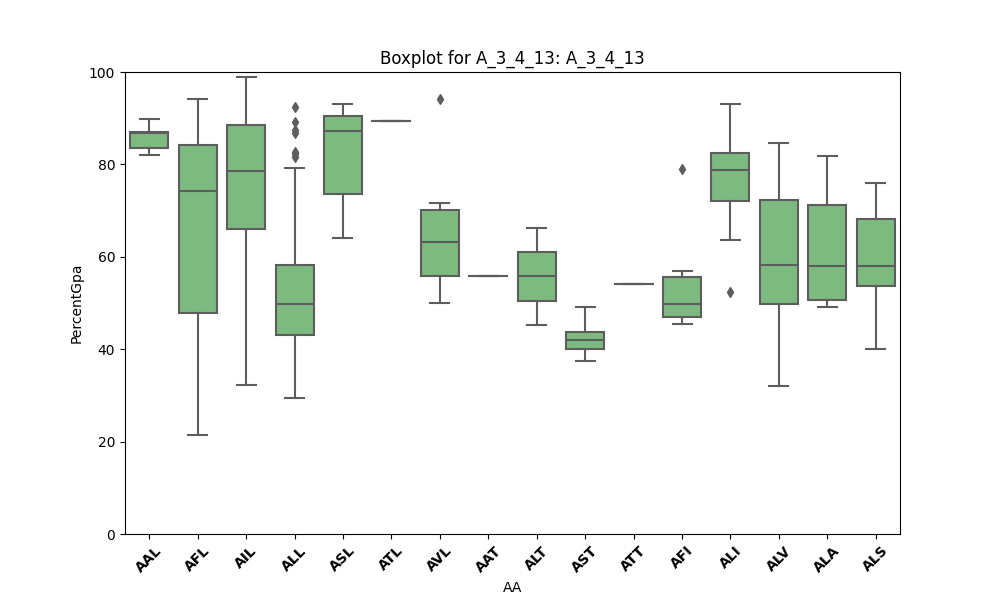 Boxplot for A_3_4_13: A_3_4_13
PercentGpa
100
80
60
40
20
0
AAL AFL AIL ALL ASL ATL AVL AAT ALT AST ATT AFI ALI ALV ALA ALS
AA